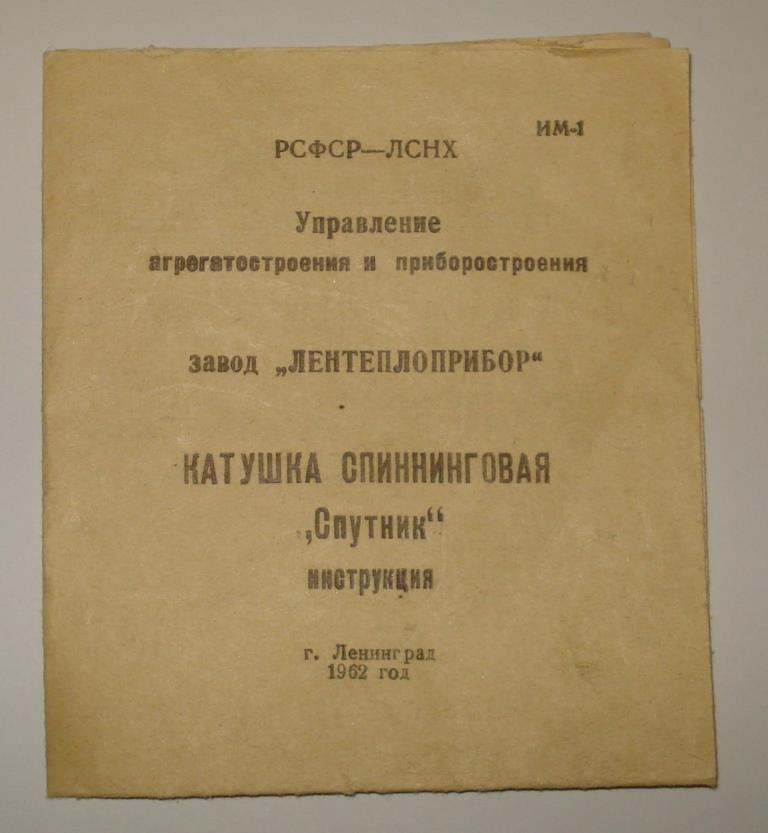 ИМ-1
РСФСР—ЛСНХ
Управление
агрегатостроения и приборостроения
завод „ЛЕНТЕПЛОПРИБОР“
КАТУШКА СПИННИНГОВАЯ
„Спутник“
инструкция
г. Ленинград
1962 год